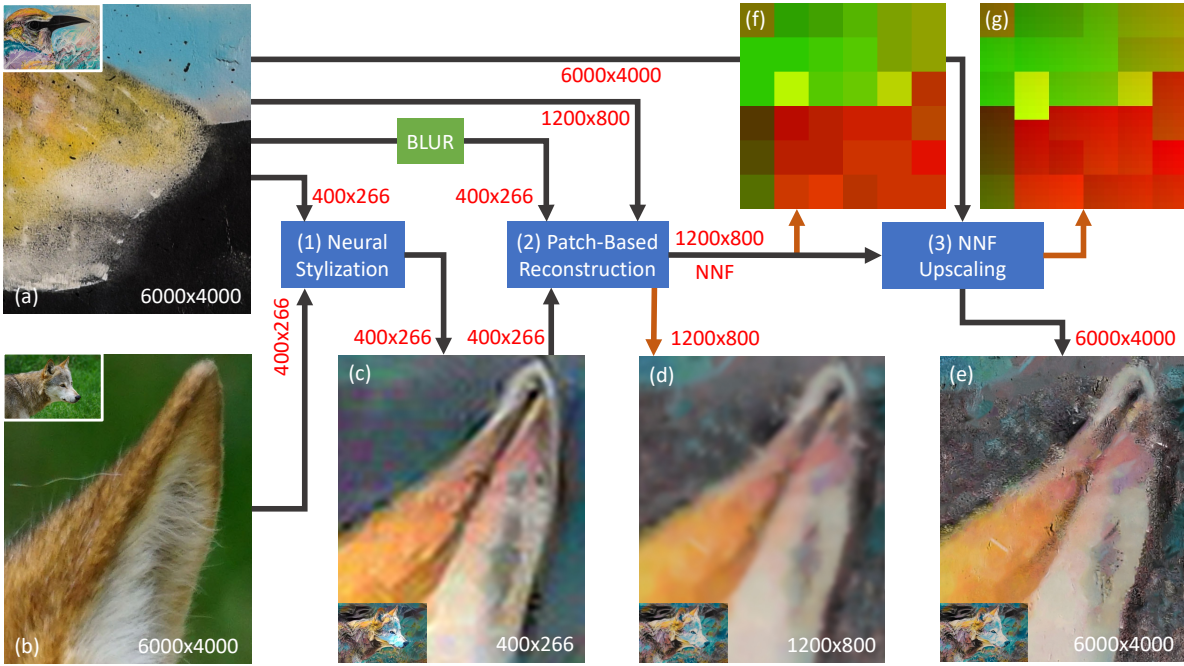 (f)
(g)
6000x4000
1200x800
BLUR
400x266
400x266
(1) Neural
Stylization
(2) Patch-Based
Reconstruction
1200x800
NNF
(3) NNF
Upscaling
(a)
6000x4000
400x266
400x266
400x266
1200x800
6000x4000
(c)
(d)
(e)
(b)
6000x4000
400x266
1200x800
6000x4000